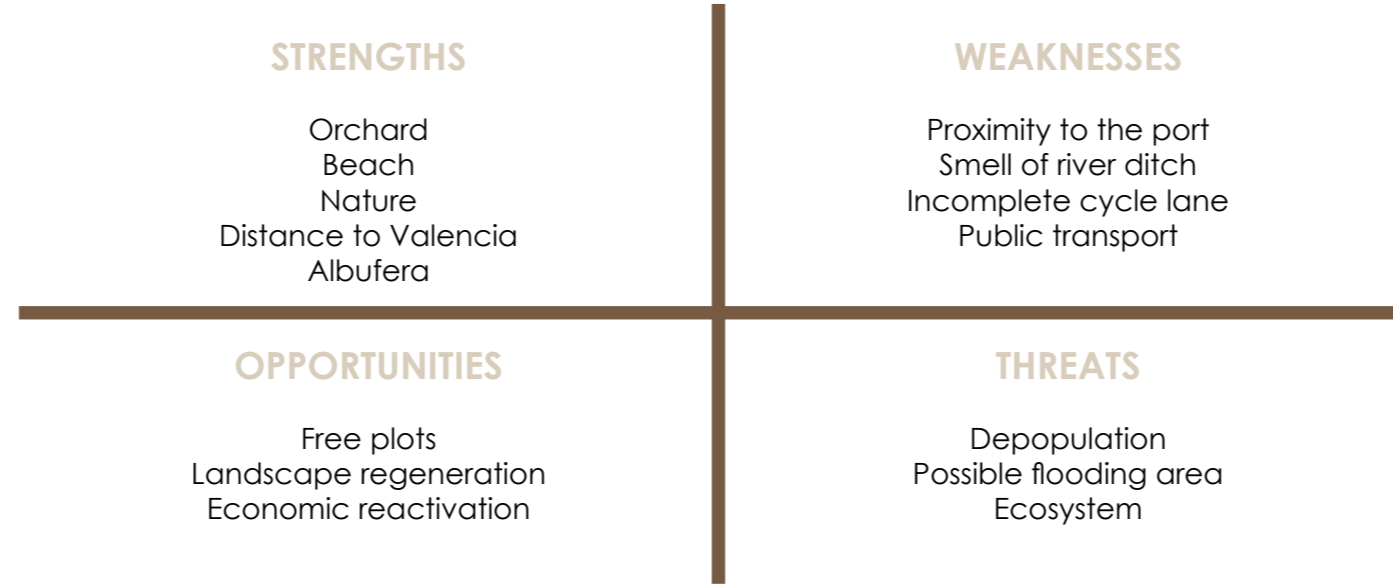 STRENGTHS
Orchard
Beach
Nature
Distance to Valencia
Albufera
WEAKNESSES
Proximity to the port
Smell of river ditch
Incomplete cycle lane
Public transport
OPPORTUNITIES
Free plots
Landscape regeneration
Economic reactivation
THREATS
Depopulation
Possible flooding area
Ecosystem